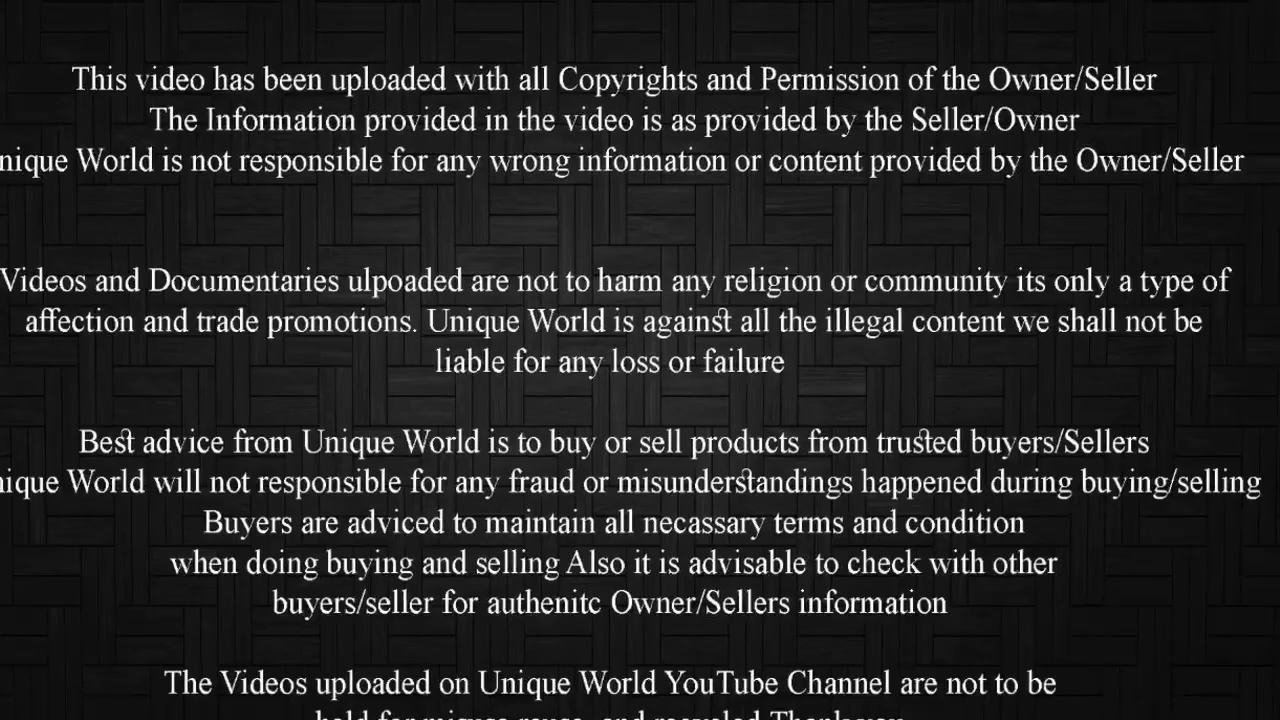 This video has been uploaded with all Copyrights and Permission of the Owner/Seller
The Information provided in the video is as provided by the Seller/Owner
nique World is not responsible for any wrong information or content provided by the Owner/Seller
Videos and Documentaries ulpoaded are not to harm any religion or community its only a type of
affection and trade promotions. Unique World is against all the illegal content we shall not be
liable for any loss or failure
Best advice from Unique World is to buy or sell products from trusted buyers/Sellers
nique World will not responsible for any fraud or misunderstandings happened during buying/selling
Buyers are adviced to maintain all necassary terms and condition
when doing buying and selling Also it is advisable to check with other
buyers/seller for authenitc Owner/Sellers information
The Videos uploaded on Unique World YouTube Channel are not to be